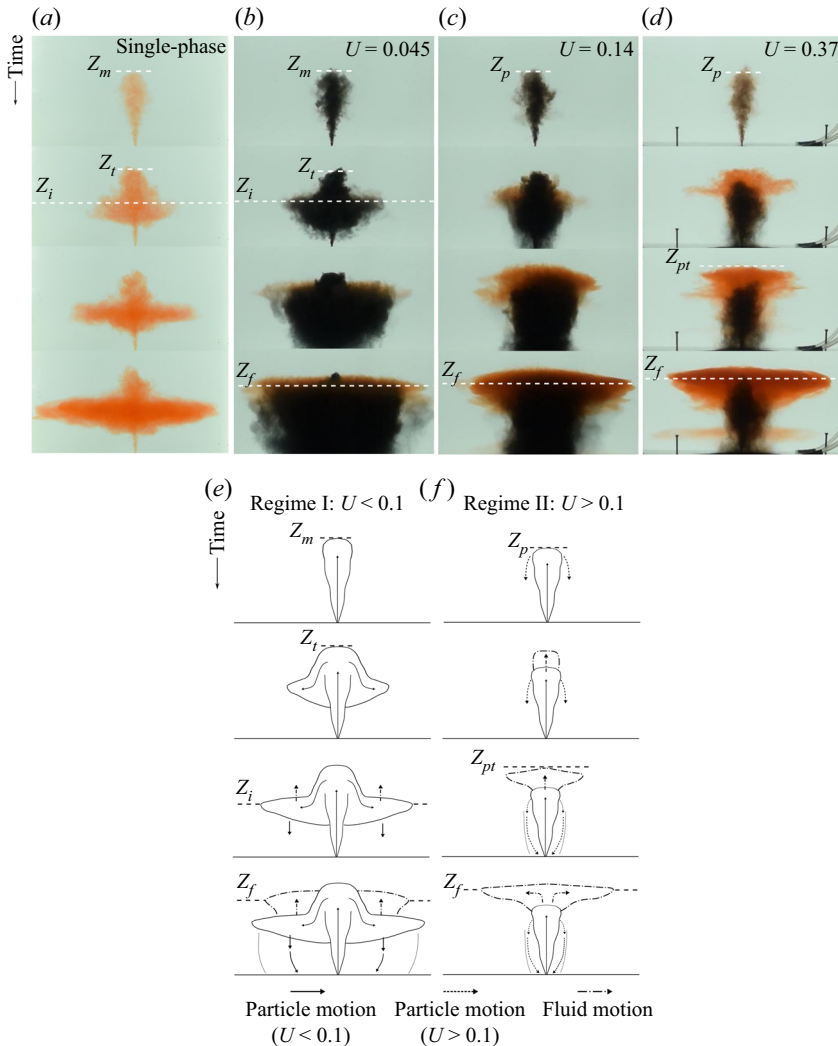 (a)
(b)
(c)
(d)
Time
Single-phase
U = 0.045
U = 0.14
U = 0.37
Z_m
Z_m
Z_p
Z_p
Z_t
Z_t
Z_i
Z_i
Z_pt
Z_f
Z_f
Z_f
(e)
(f)
Regime I: U < 0.1
Regime II: U > 0.1
Time
Z_m
Z_p
Z_t
Z_pt
Z_i
Z_f
Z_f
Particle motion
(U < 0.1)
Particle motion
(U > 0.1)
Fluid motion